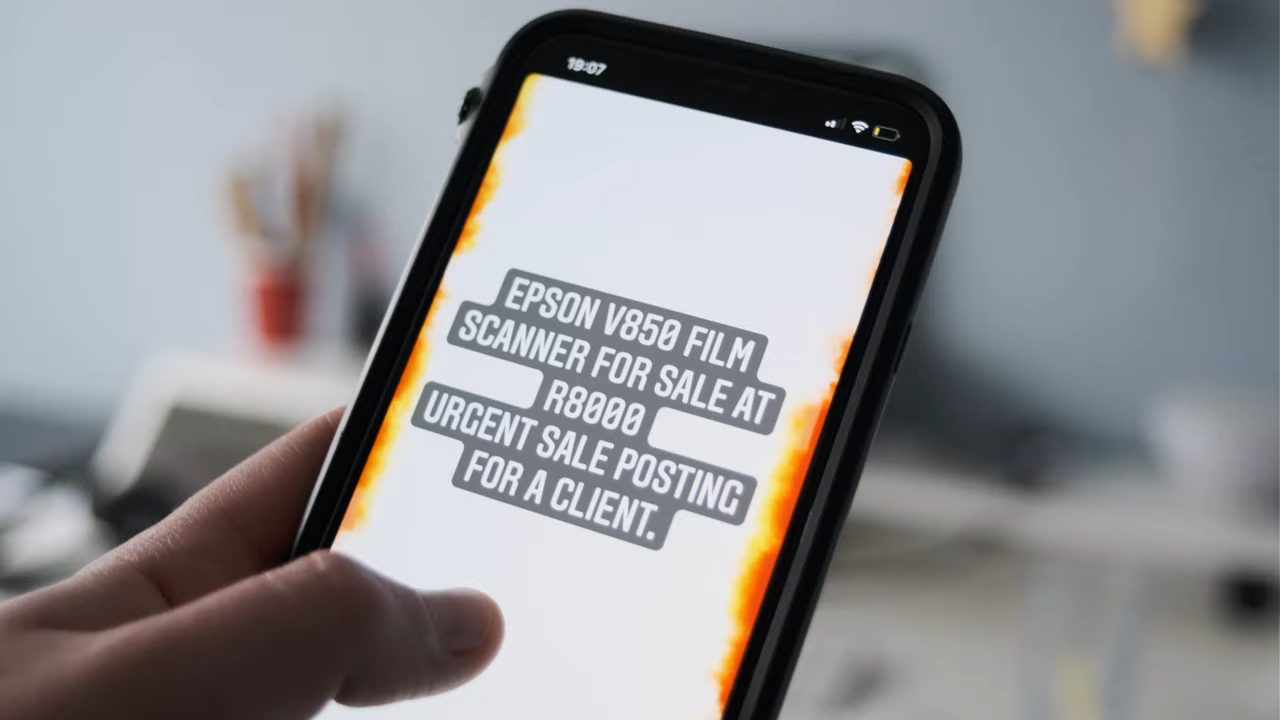 19:07
EPSON V850 FILM
SCANNER FOR SALE AT
R8000
URGENT SALE POSTING
FOR A CLIENT.